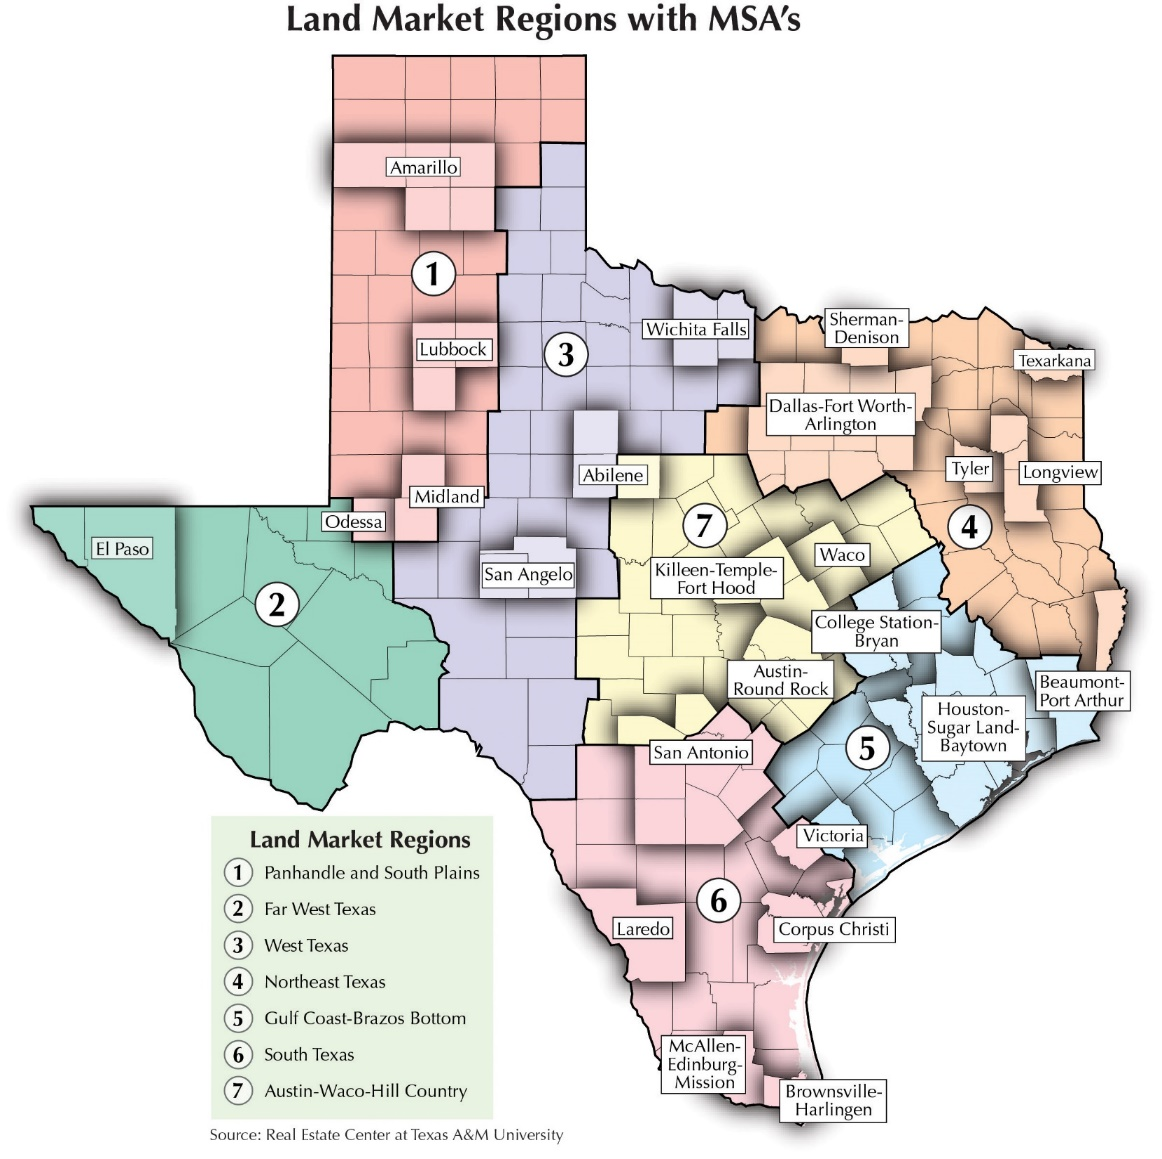 Land Market Regions with MSA's
Amarillo
1
Lubbock
3
Wichita Falls
Sherman-
Denison
Texarkana
Dallas-Fort Worth-
Arlington
Abilene
Tyler
Longview
Midland
Odessa
7
4
El Paso
San Angelo
Waco
Killeen-Temple-
Fort Hood
2
College Station-
Bryan
Austin-
Round Rock
Beaumont-
Port Arthur
Houston-
Sugar Land-
Baytown
San Antonio
5
Victoria
6
Laredo
Corpus Christi
McAllen-
Edinburg-
Mission
Brownsville-
Harlingen
Land Market Regions
1 Panhandle and South Plains
2 Far West Texas
3 West Texas
4 Northeast Texas
5 Gulf Coast-Brazos Bottom
6 South Texas
7 Austin-Waco-Hill Country
Source: Real Estate Center at Texas A&M University